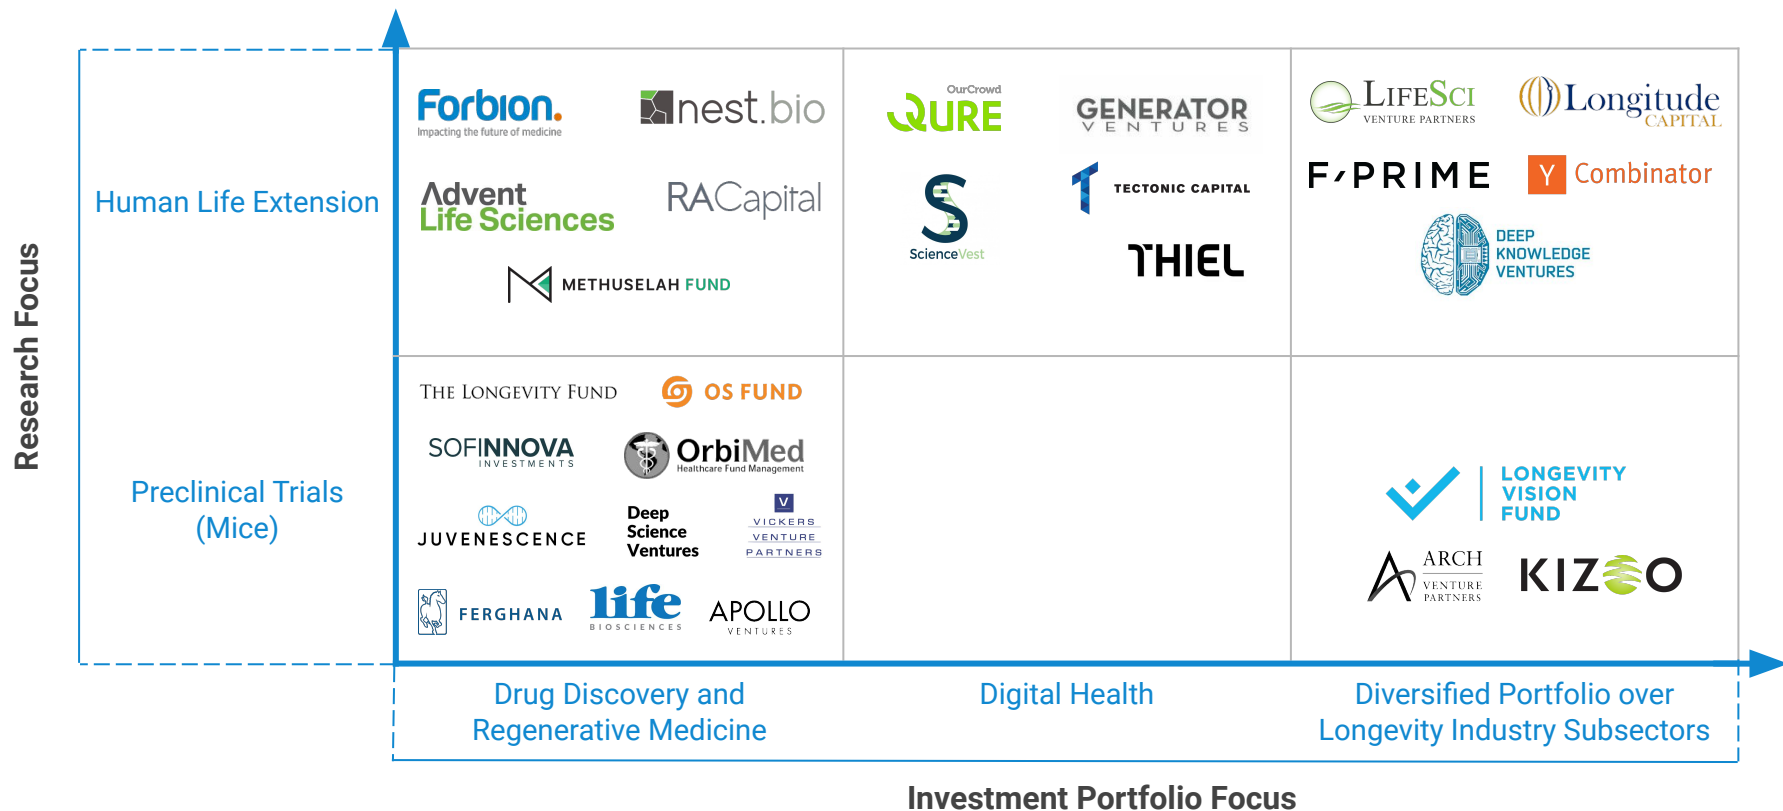 Research Focus
Human Life Extension
Preclinical Trials
(Mice)
Forbion.
Impacting the future of medicine
nest.bio
Advent
Life Sciences
RACapital
METHUSELAH FUND
OurCrowd
QURE
GENERATOR
VENTURES
ScienceVest
TECTONIC CAPITAL
THIEL
LIFESCI
VENTURE PARTNERS
Longitude
CAPITAL
F-PRIME
Y Combinator
DEEP
KNOWLEDGE
VENTURES
THE LONGEVITY FUND
OS FUND
SOFINNOVA
INVESTMENTS
OrbiMed
Healthcare Fund Management
JUVENESCENCE
Deep
Science
Ventures
V
VICKERS
VENTURE
PARTNERS
FERGHANA
life
BIOSCIENCES
APOLLO
VENTURES
LONGEVITY
VISION
FUND
ARCH
VENTURE
PARTNERS
KIZOO
Drug Discovery and
Regenerative Medicine
Digital Health
Diversified Portfolio over
Longevity Industry Subsectors
Investment Portfolio Focus